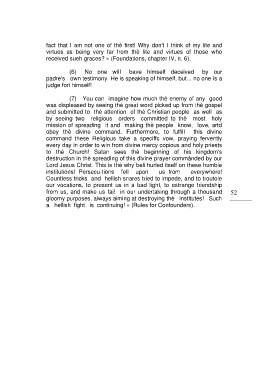 fact that I am not one of the first! Why don't I think of my life and
virtues as being very far from the life and virtues of those who
received such graces? » (Foundations, chapter IV, n. 6).
(6) No one will have himself deceived by our
padre's own testimony. He is speaking of himself, but... no one is a
judge for himself!
(7) You can imagine how much the enemy of any good
was displeased by seeing the great word picked up from the gospel
and submitted to the attention of the Christian people as well as
by seeing two religious orders committed to the most holy
mission of spreading it and making the people know, love, and
obey the divine command. Furthermore, to fulfill this divine
command these Religious take a specific vow, praying fervently
every day in order to win from divine mercy copious and holy priests
to the Church! Satan sees the beginning of his kingdom's
destruction in the spreading of this divine prayer commanded by our
Lord Jesus Christ. This is the why bell hurled itself on these humble
institutions! Persecu-tions fell upon us from everywhere!
Countless tricks and hellish snares tried to impede, and to trouble
our vocations, to present us in a bad light, to estrange friendship
from us, and make us fail in our undertaking through a thousand
gloomy purposes, always aiming at destroying the institutes! Such
a hellish fight is continuing! » (Rules for Confounders).
52